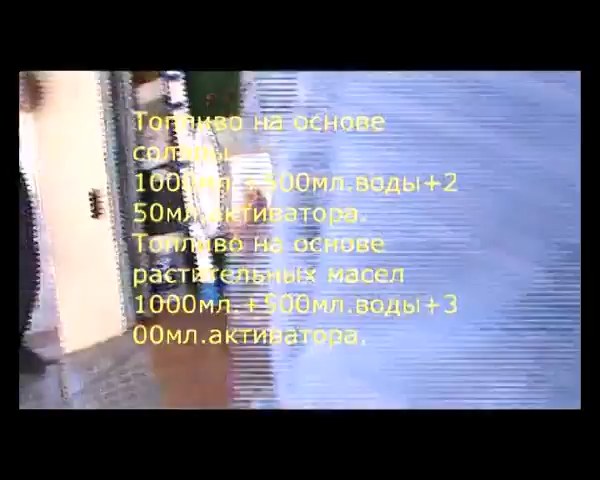 Топливо на основе
соляры
1000мл.+500мл.воды+2
50мл.активатора.
Топливо на основе
растительных масел
1000мл.+500мл.воды+3
00мл.активатора.